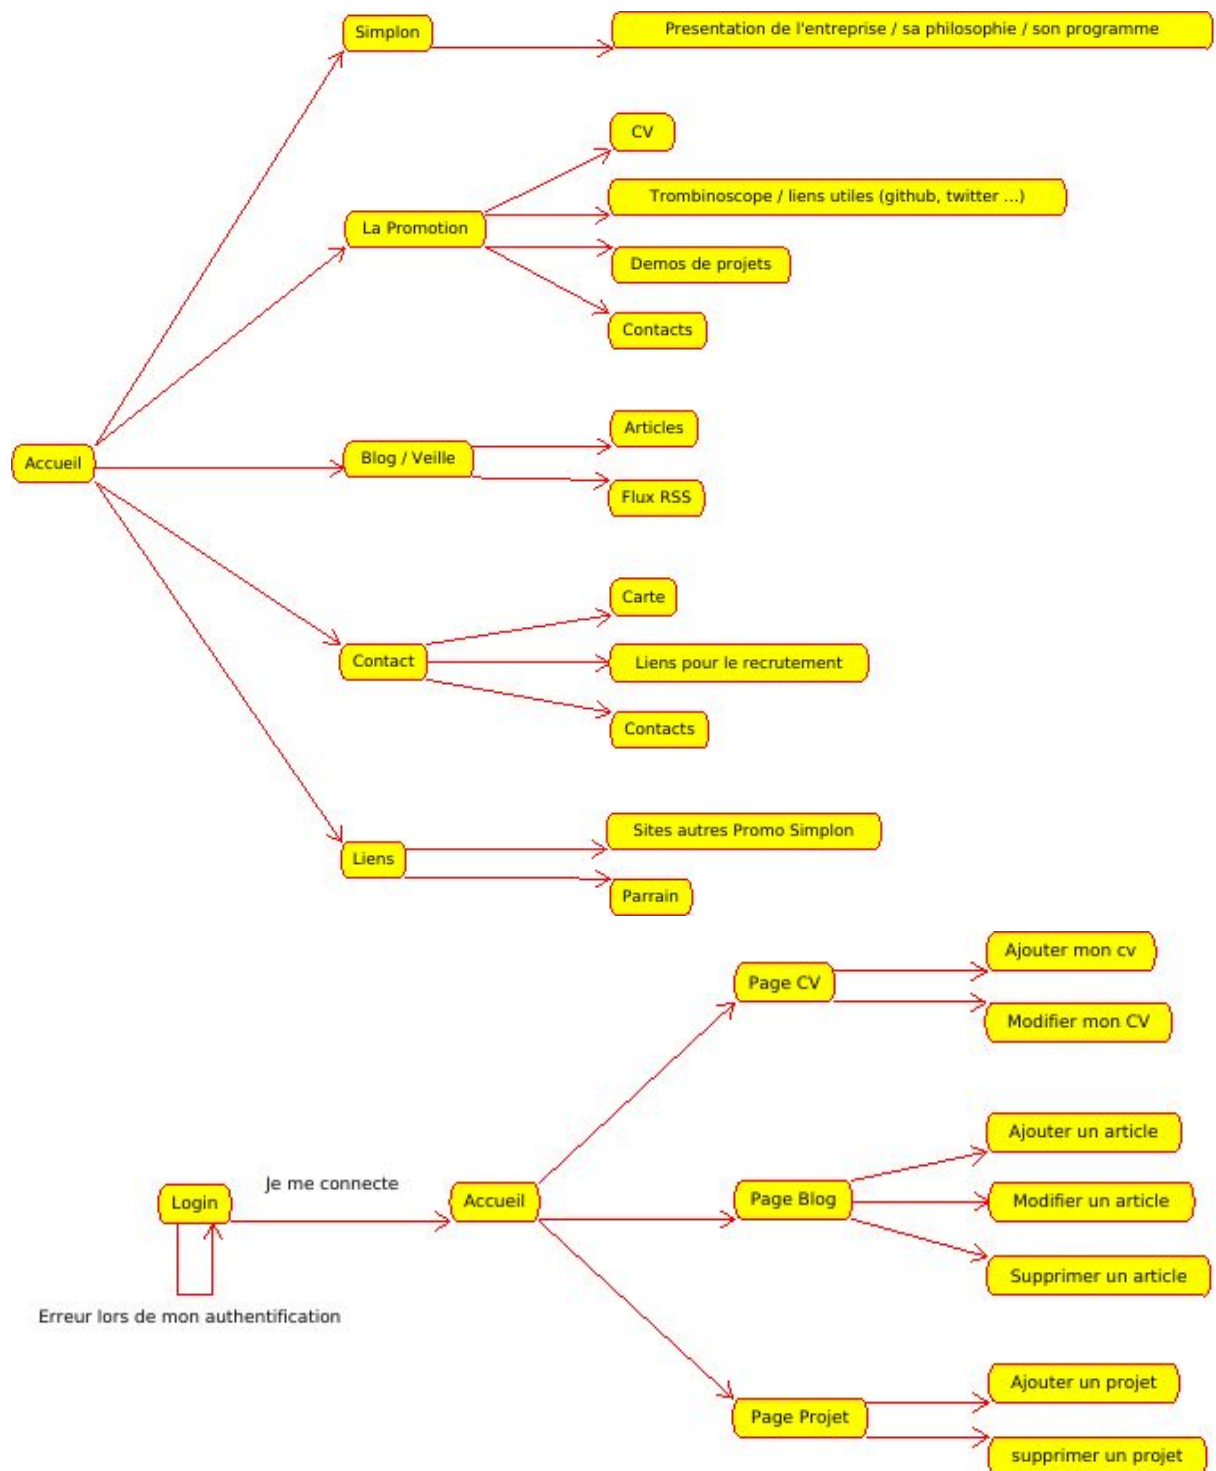 Simplon
Presentation de l'entreprise / sa philosophie / son programme
CV
Trombinoscope / liens utiles (github, twitter ...)
La Promotion
Demos de projets
Contacts
Articles
Accueil
Blog / Veille
Flux RSS
Carte
Contact
Liens pour le recrutement
Contacts
Sites autres Promo Simplon
Liens
Parrain
Ajouter mon cv
Page CV
Modifier mon CV
Ajouter un article
Je me connecte
Login
Accueil
Page Blog
Modifier un article
Supprimer un article
Erreur lors de mon authentification
Ajouter un projet
Page Projet
supprimer un projet